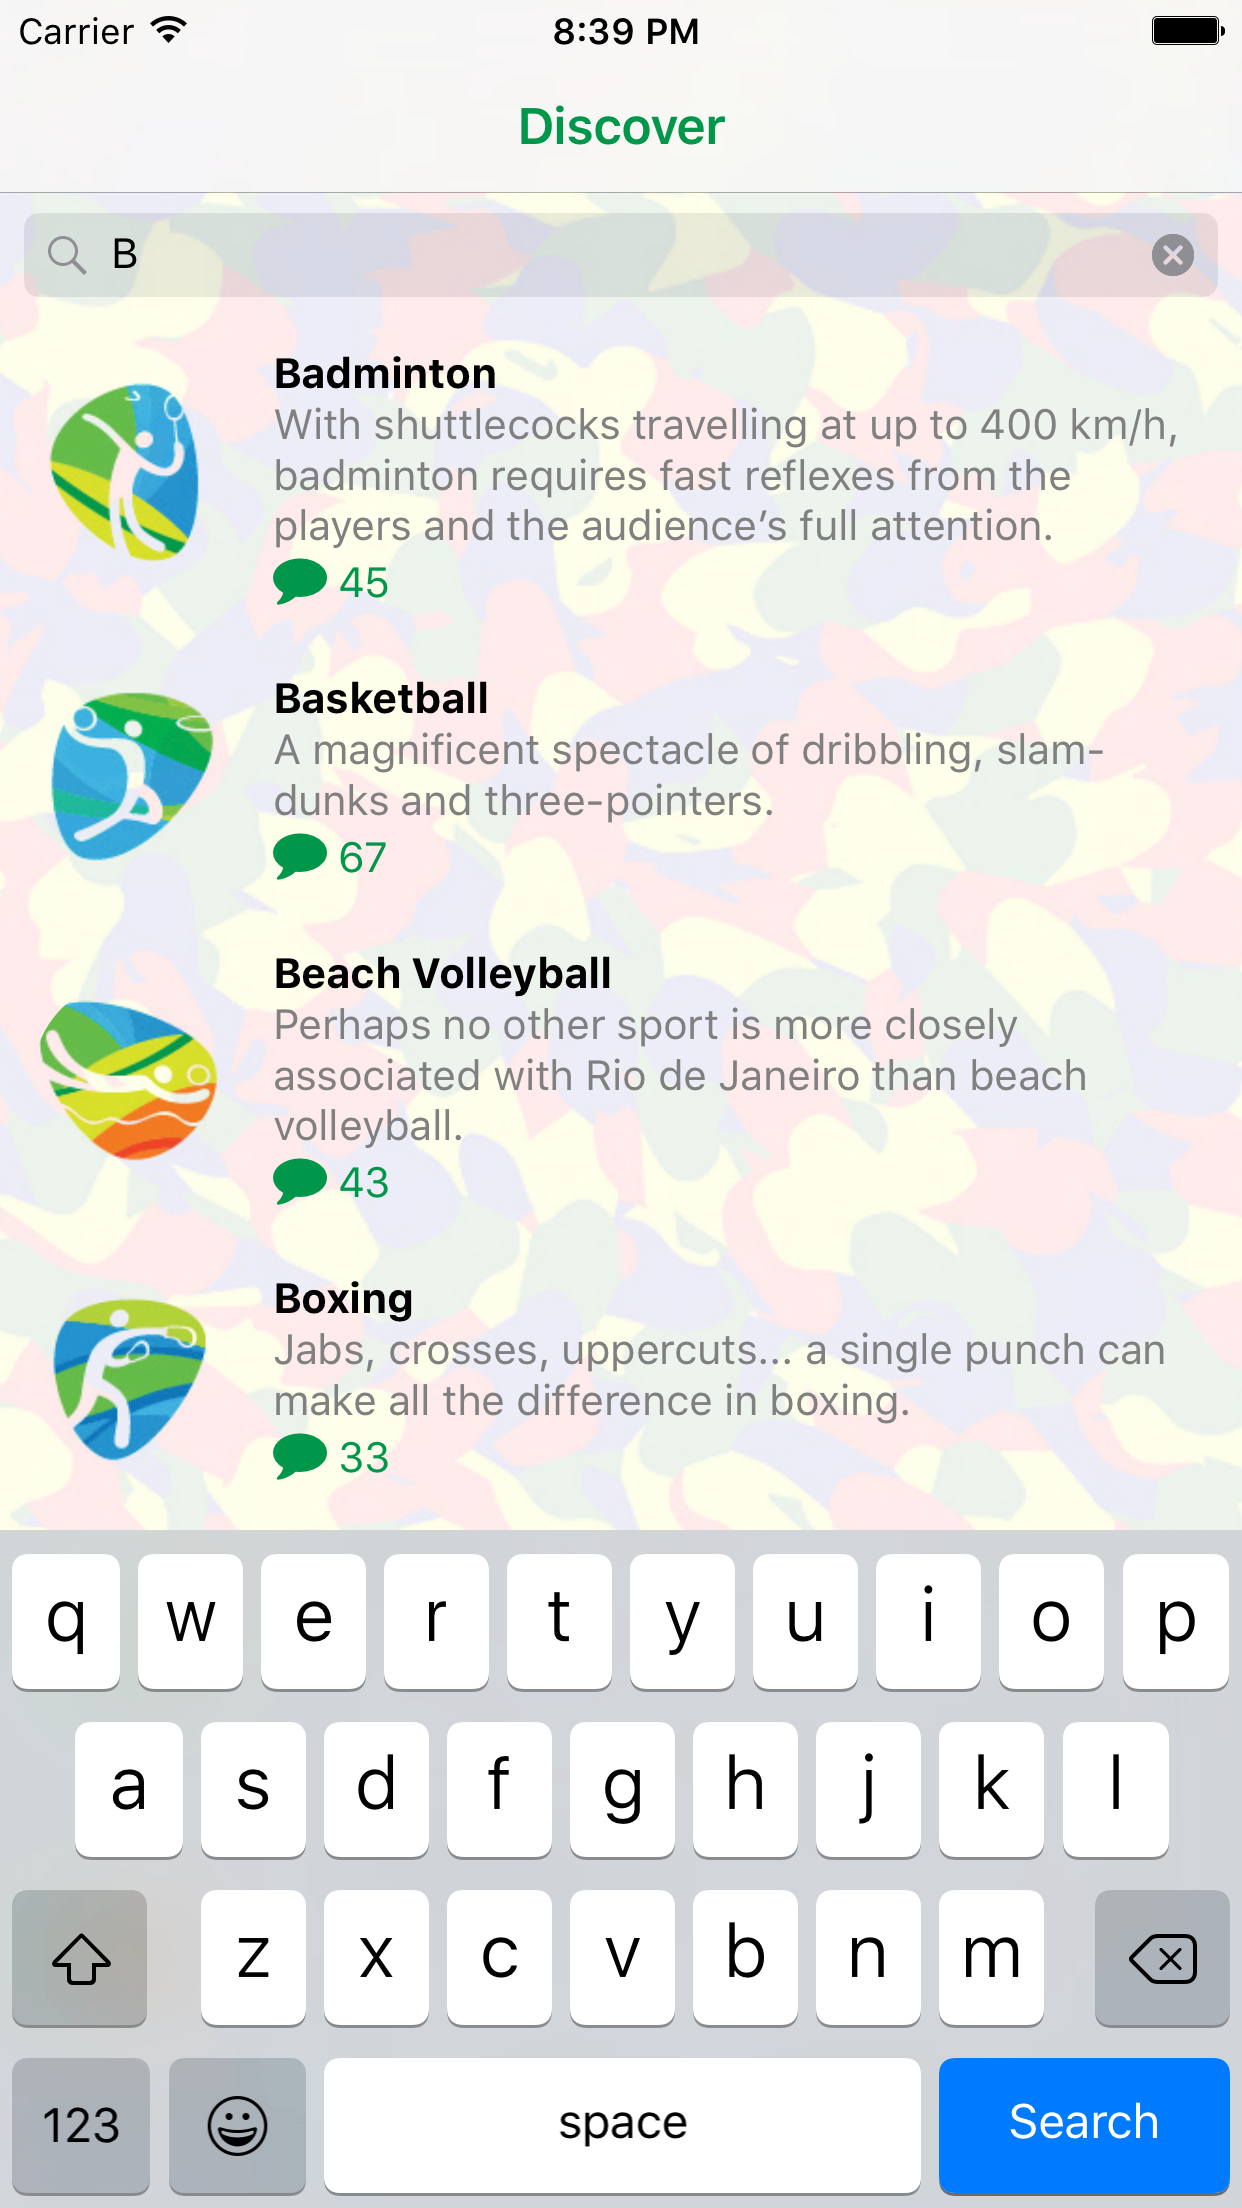 Carrier 8:39 PM
Discover
B
Badminton
With shuttlecocks travelling at up to 400 km/h,
badminton requires fast reflexes from the
players and the audience’s full attention.
45
Basketball
A magnificent spectacle of dribbling, slam-
dunks and three-pointers.
67
Beach Volleyball
Perhaps no other sport is more closely
associated with Rio de Janeiro than beach
volleyball.
43
Boxing
Jabs, crosses, uppercuts... a single punch can
make all the difference in boxing.
33
q w e r t y u i o p
a s d f g h j k l
z x c v b n m
123 space Search